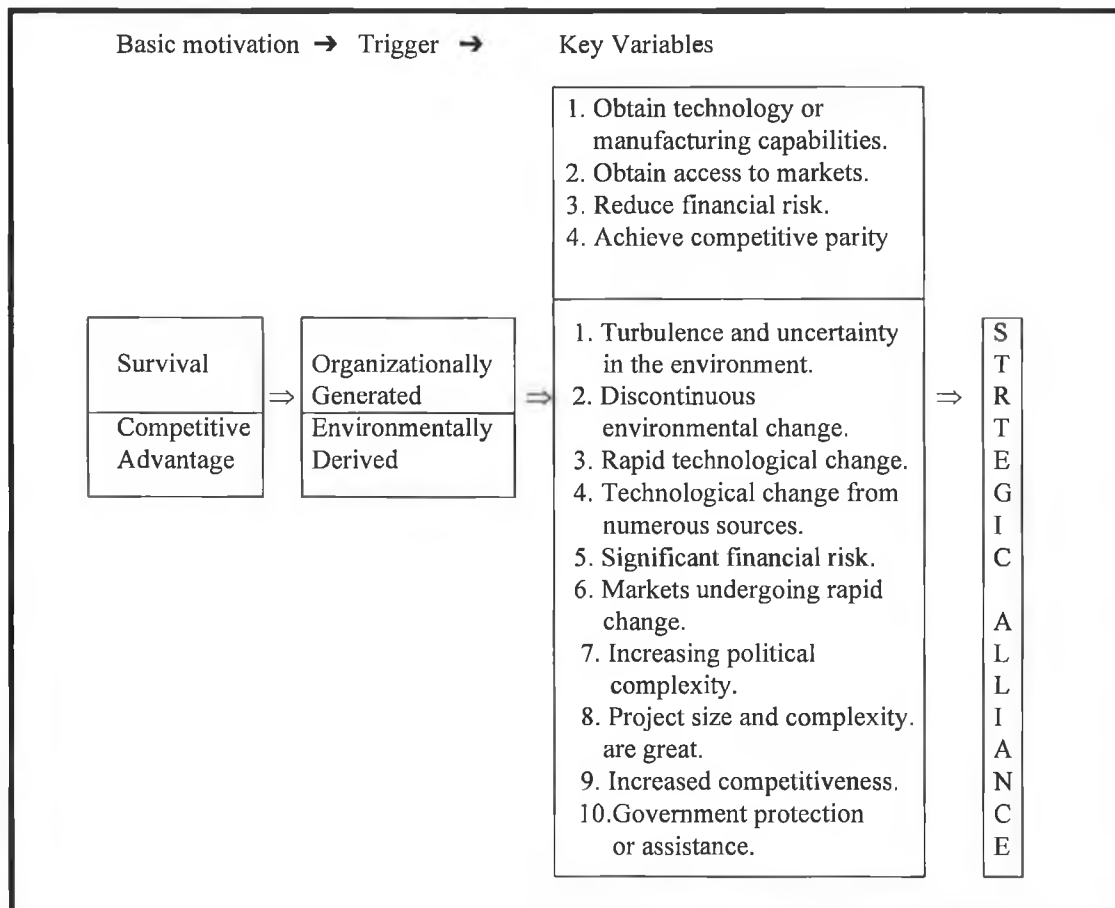 Basic motivation → Trigger → Key Variables
1. Obtain technology or
manufacturing capabilities.
2. Obtain access to markets.
3. Reduce financial risk.
4. Achieve competitive parity
Survival
Competitive
Advantage
⇒
Organizationally
Generated
Environmentally
Derived
⇒
1. Turbulence and uncertainty
in the environment.
2. Discontinuous
environmental change.
3. Rapid technological change.
4. Technological change from
numerous sources.
5. Significant financial risk.
6. Markets undergoing rapid
change.
7. Increasing political
complexity.
8. Project size and complexity.
are great.
9. Increased competitiveness.
10.Government protection
or assistance.
⇒
S
T
R
T
E
G
I
C
A
L
L
I
A
N
C
E